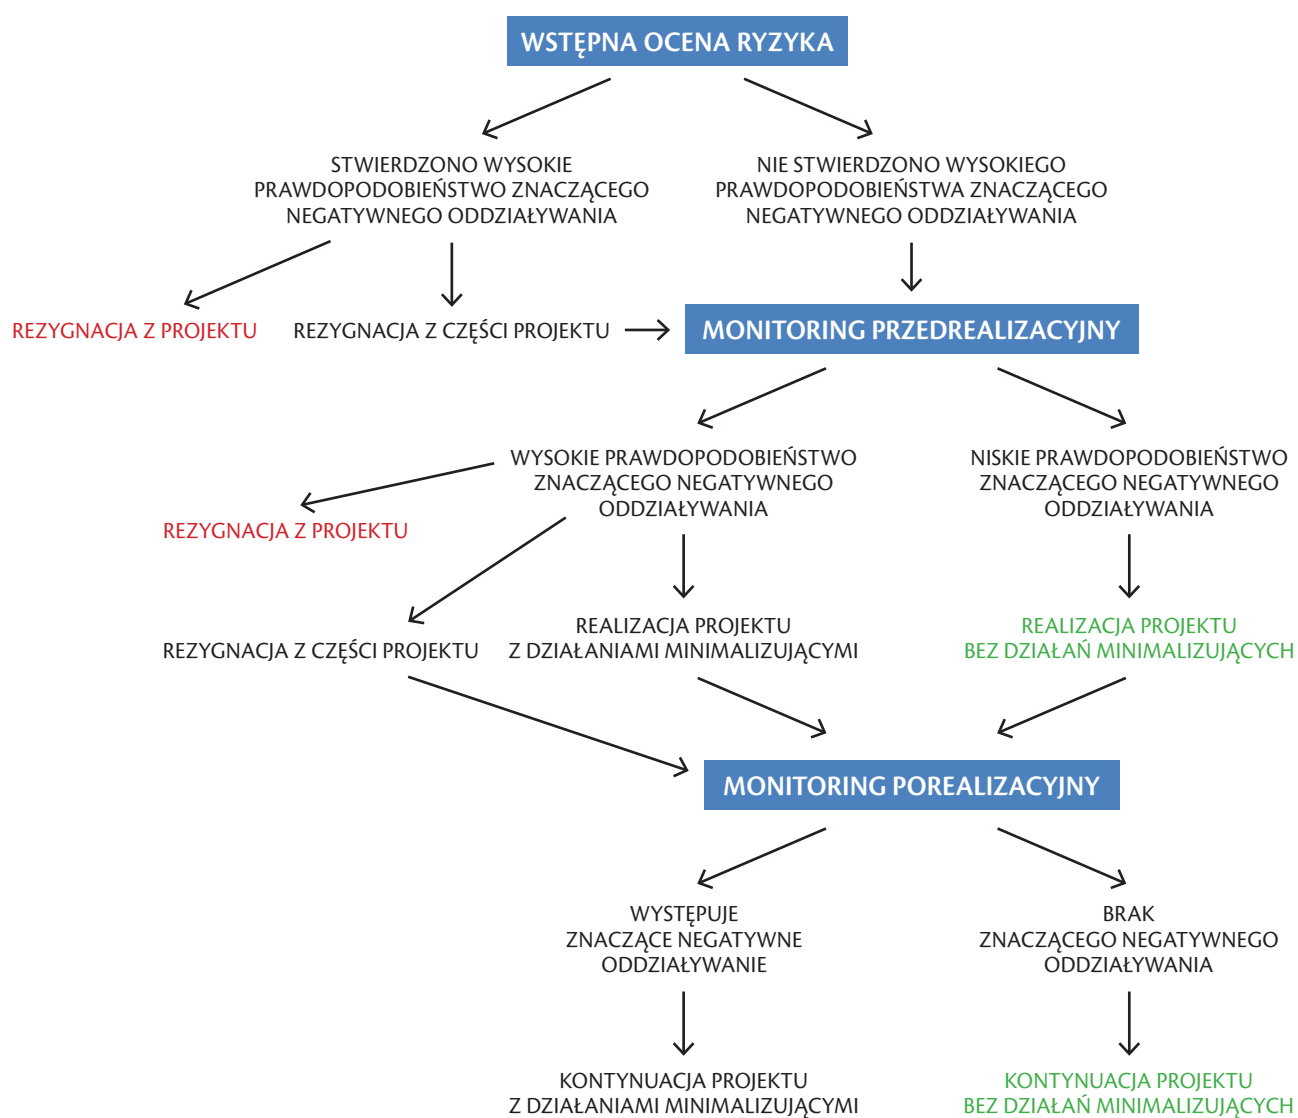 WSTĘPNA OCENA RYZYKA
STWIERDZONO WYSOKIE
PRAWDOPODOBIEŃSTWO ZNACZĄCEGO
NEGATYWNEGO ODDZIAŁYWANIA
NIE STWIERDZONO WYSOKIEGO
PRAWDOPODOBIEŃSTWA ZNACZĄCEGO
NEGATYWNEGO ODDZIAŁYWANIA
REZYGNACJA Z PROJEKTU
REZYGNACJA Z CZĘŚCI PROJEKTU
MONITORING PRZEDREALIZACYJNY
WYSOKIE PRAWDOPODOBIEŃSTWO
ZNACZĄCEGO NEGATYWNEGO
ODDZIAŁYWANIA
NISKIE PRAWDOPODOBIEŃSTWO
ZNACZĄCEGO NEGATYWNEGO
ODDZIAŁYWANIA
REZYGNACJA Z PROJEKTU
REZYGNACJA Z CZĘŚCI PROJEKTU
REALIZACJA PROJEKTU
Z DZIAŁANIAMI MINIMALIZUJĄCYMI
REALIZACJA PROJEKTU
BEZ DZIAŁAŃ MINIMALIZUJĄCYCH
MONITORING POREALIZACYJNY
WYSTĘPUJE
ZNACZĄCE NEGATYWNE
ODDZIAŁYWANIE
BRAK
ZNACZĄCEGO NEGATYWNEGO
ODDZIAŁYWANIA
KONTYNUACJA PROJEKTU
Z DZIAŁANIAMI MINIMALIZUJĄCYMI
KONTYNUACJA PROJEKTU
BEZ DZIAŁAŃ MINIMALIZUJĄCYCH